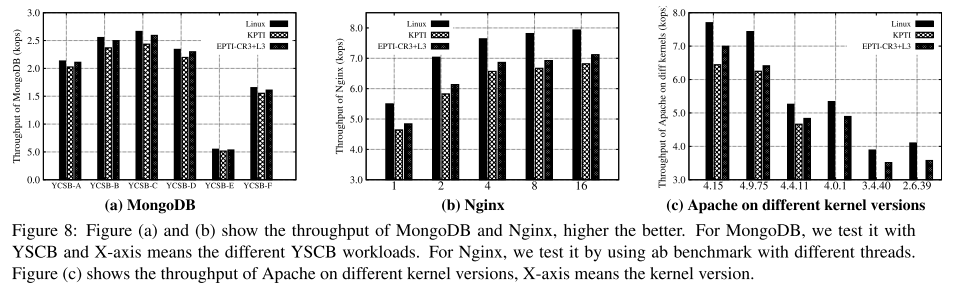 Throughput of MongoDB (kops)
3.0
2.5
2.0
1.5
5.0
0.0
Linux
KPTI
EPTI-CR3+L3
YCSB-A YCSB-B YCSB-C YCSB-D YCSB-E YCSB-F
(a) MongoDB
Throughput of Nginx (kops)
8.0
7.0
6.0
5.0
4.0
3.0
Linux
KPTI
EPTI-CR3+L3
1 2 4 8 16
(b) Nginx
Throughput of Apache on diff kernels (kops)
8.0
7.0
6.0
5.0
4.0
3.0
Linux
KPTI
EPTI-CR3+L3
4.15 4.9.75 4.4.11 4.0.1 3.4.40 2.6.39
(c) Apache on different kernel versions
Figure 8: Figure (a) and (b) show the throughput of MongoDB and Nginx, higher the better. For MongoDB, we test it with
YSCB and X-axis means the different YSCB workloads. For Nginx, we test it by using ab benchmark with different threads.
Figure (c) shows the throughput of Apache on different kernel versions, X-axis means the kernel version.